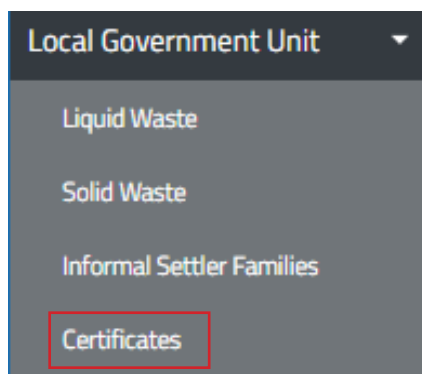 Local Government Unit
Liquid Waste
Solid Waste
Informal Settler Families
Certificates